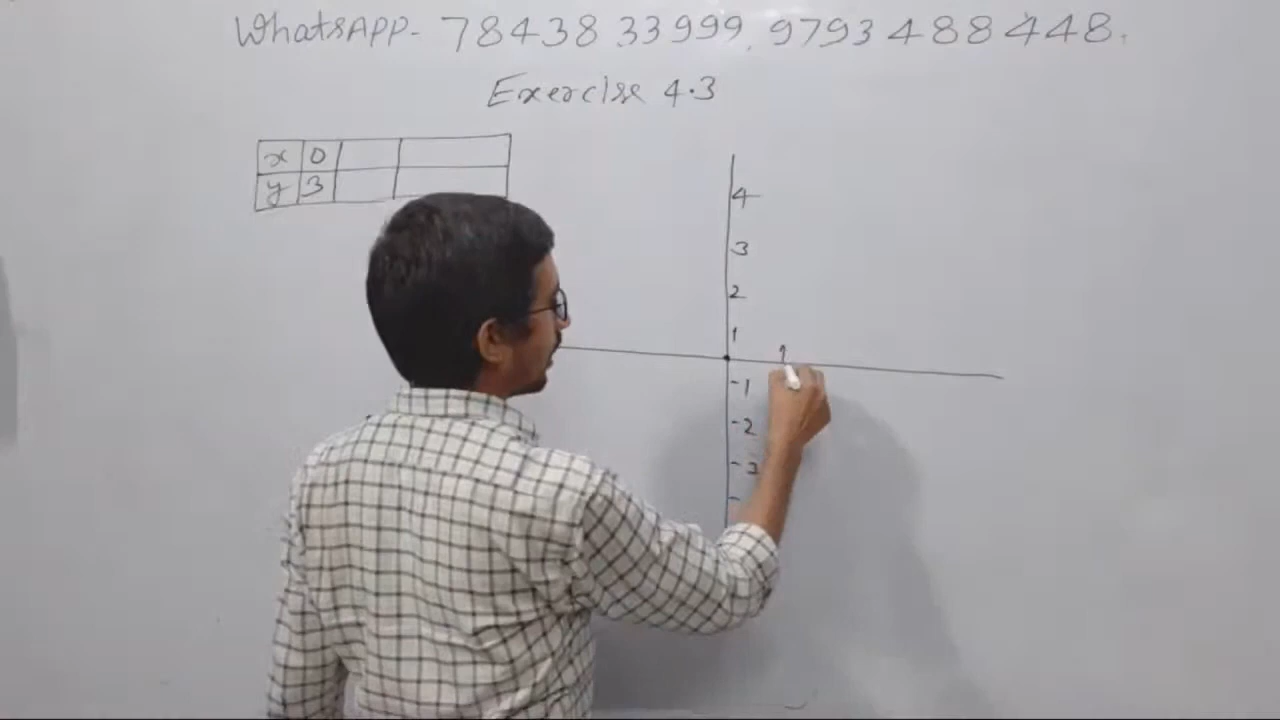 WhatsAPP- 78438 33999, 9793488448.
Exercise 4.3
x 0
y 3
4
3
2
1
1
-1
-2
-3